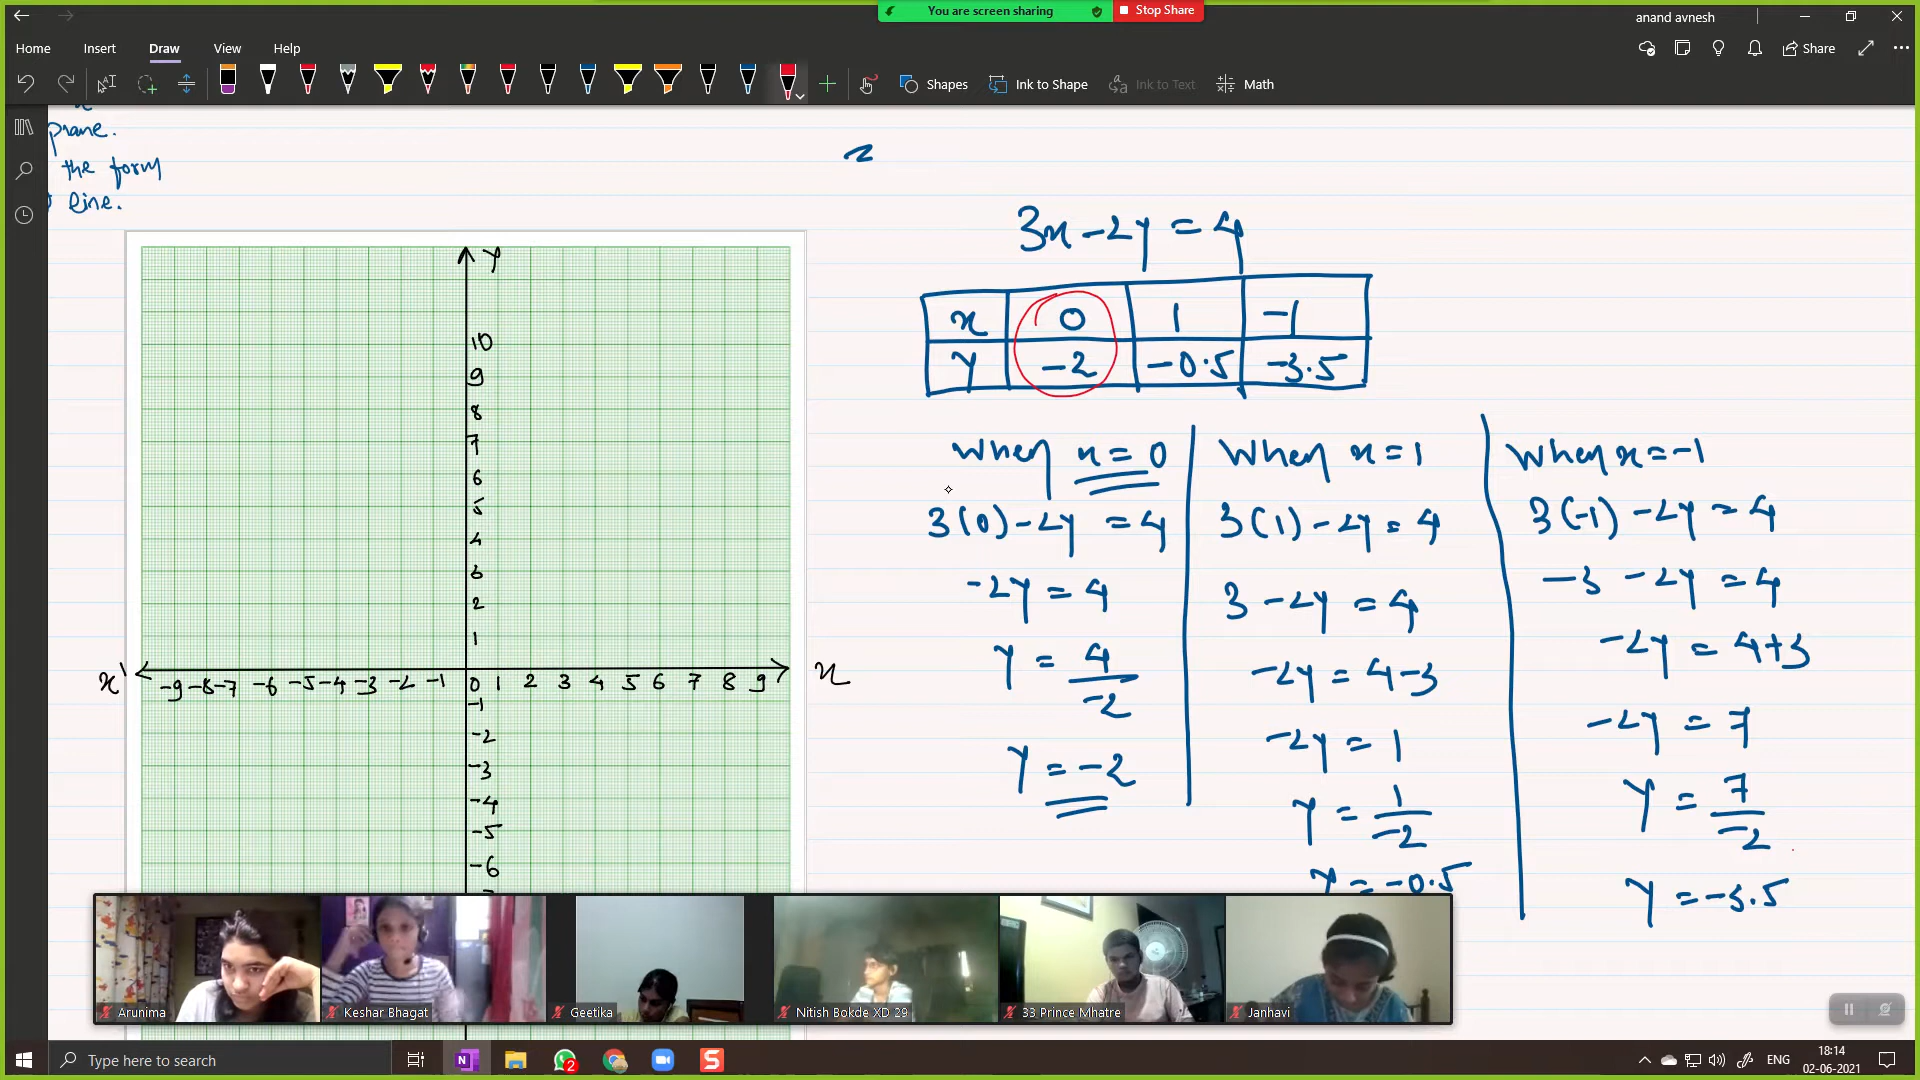 You are screen sharing
Stop Share
anand avnesh
Home Insert Draw View Help
Share
Shapes
Ink to Shape
Ink to Text
Math
plane.
the form
line.
2
3x - 2y = 4
x 0 1 -1
y -2 -0.5 -3.5
When x = 0
3(0) - 2y = 4
-2y = 4
y = 4
-2
y = -2
When x = 1
3(1) - 2y = 4
3 - 2y = 4
-2y = 4-3
-2y = 1
y = 1
-2
y = -0.5
When x = -1
3(-1) - 2y = 4
-3 - 2y = 4
-2y = 4+3
-2y = 7
y = 7
-2
y = -3.5
Y
10
9
8
7
6
5
4
3
2
1
x' -9 -8 -7 -6 -5 -4 -3 -2 -1 0 1 2 3 4 5 6 7 8 9 x
-1
-2
-3
-4
-5
-6
Arunima
Keshar Bhagat
Geetika
Nitish Bokde XD 29
33 Prince Mhatre
Janhavi
Type here to search
N
2
S
ENG
18:14
02-06-2021